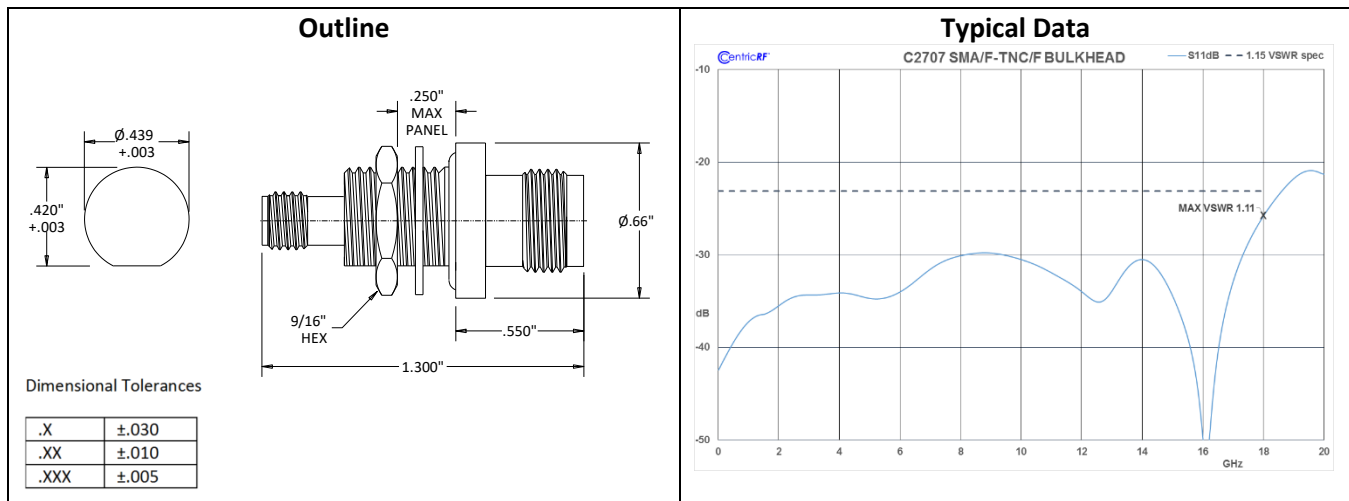 Outline
.250"
MAX
PANEL
Ø.439
+.003
.420"
+.003
Ø.66"
9/16"
HEX
.550"
1.300"
Dimensional Tolerances
.X ±.030
.XX ±.010
.XXX ±.005
Typical Data
CentricRF
C2707 SMA/F-TNC/F BULKHEAD
S11dB 1.15 VSWR spec
-10
-20
MAX VSWR 1.11
-30
dB
-40
-50
0 2 4 6 8 10 12 14 16 18 20
GHz